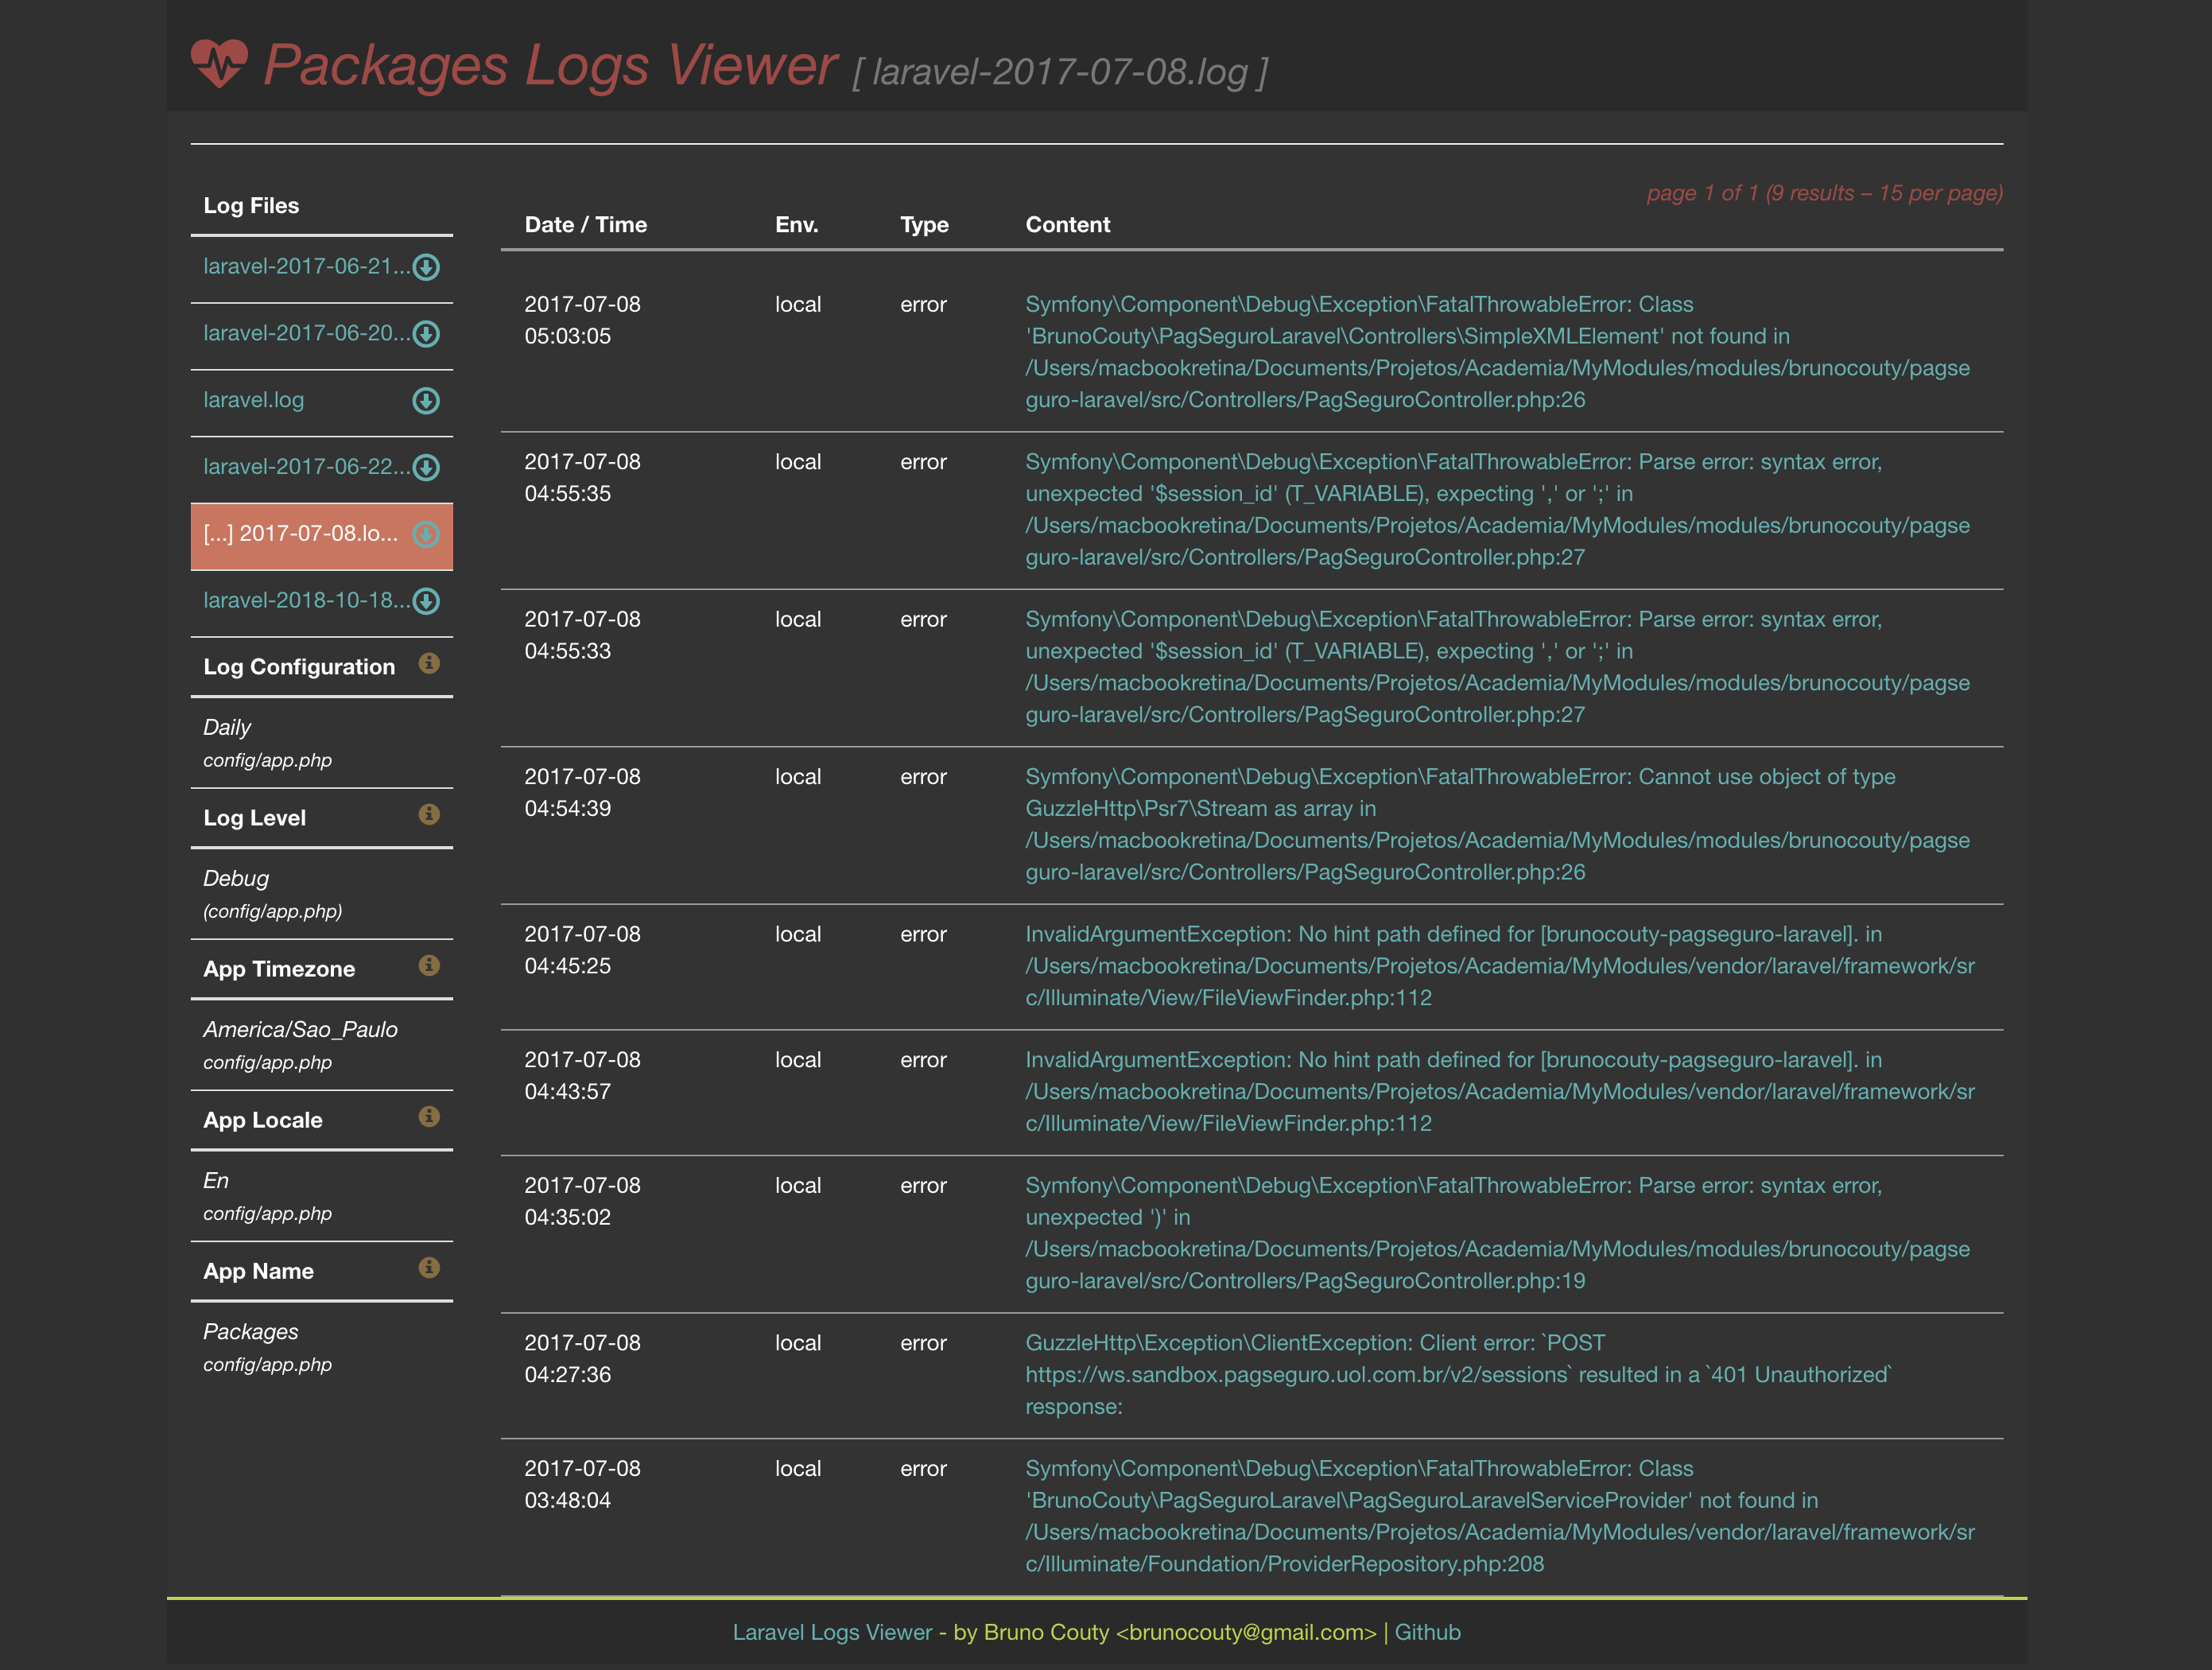 Packages Logs Viewer [ laravel-2017-07-08.log ]
page 1 of 1 (9 results – 15 per page)
Log Files
laravel-2017-06-21...
laravel-2017-06-20...
laravel.log
laravel-2017-06-22...
[...] 2017-07-08.lo...
laravel-2018-10-18...
Log Configuration
Daily
config/app.php
Log Level
Debug
(config/app.php)
App Timezone
America/Sao_Paulo
config/app.php
App Locale
En
config/app.php
App Name
Packages
config/app.php
Date / Time Env. Type Content
2017-07-08 local error Symfony\Component\Debug\Exception\FatalThrowableError: Class
05:03:05 'BrunoCouty\PagSeguroLaravel\Controllers\SimpleXMLElement' not found in
/Users/macbookretina/Documents/Projetos/Academia/MyModules/modules/brunocouty/pagse
guro-laravel/src/Controllers/PagSeguroController.php:26
2017-07-08 local error Symfony\Component\Debug\Exception\FatalThrowableError: Parse error: syntax error,
04:55:35 unexpected '$session_id' (T_VARIABLE), expecting ',' or ';' in
/Users/macbookretina/Documents/Projetos/Academia/MyModules/modules/brunocouty/pagse
guro-laravel/src/Controllers/PagSeguroController.php:27
2017-07-08 local error Symfony\Component\Debug\Exception\FatalThrowableError: Parse error: syntax error,
04:55:33 unexpected '$session_id' (T_VARIABLE), expecting ',' or ';' in
/Users/macbookretina/Documents/Projetos/Academia/MyModules/modules/brunocouty/pagse
guro-laravel/src/Controllers/PagSeguroController.php:27
2017-07-08 local error Symfony\Component\Debug\Exception\FatalThrowableError: Cannot use object of type
04:54:39 GuzzleHttp\Psr7\Stream as array in
/Users/macbookretina/Documents/Projetos/Academia/MyModules/modules/brunocouty/pagse
guro-laravel/src/Controllers/PagSeguroController.php:26
2017-07-08 local error InvalidArgumentException: No hint path defined for [brunocouty-pagseguro-laravel]. in
04:45:25 /Users/macbookretina/Documents/Projetos/Academia/MyModules/vendor/laravel/framework/sr
c/Illuminate/View/FileViewFinder.php:112
2017-07-08 local error InvalidArgumentException: No hint path defined for [brunocouty-pagseguro-laravel]. in
04:43:57 /Users/macbookretina/Documents/Projetos/Academia/MyModules/vendor/laravel/framework/sr
c/Illuminate/View/FileViewFinder.php:112
2017-07-08 local error Symfony\Component\Debug\Exception\FatalThrowableError: Parse error: syntax error,
04:35:02 unexpected ')' in
/Users/macbookretina/Documents/Projetos/Academia/MyModules/modules/brunocouty/pagse
guro-laravel/src/Controllers/PagSeguroController.php:19
2017-07-08 local error GuzzleHttp\Exception\ClientException: Client error: `POST
04:27:36 https://ws.sandbox.pagseguro.uol.com.br/v2/sessions` resulted in a `401 Unauthorized`
response:
2017-07-08 local error Symfony\Component\Debug\Exception\FatalThrowableError: Class
03:48:04 'BrunoCouty\PagSeguroLaravel\PagSeguroLaravelServiceProvider' not found in
/Users/macbookretina/Documents/Projetos/Academia/MyModules/vendor/laravel/framework/sr
c/Illuminate/Foundation/ProviderRepository.php:208
Laravel Logs Viewer - by Bruno Couty <brunocouty@gmail.com> | Github